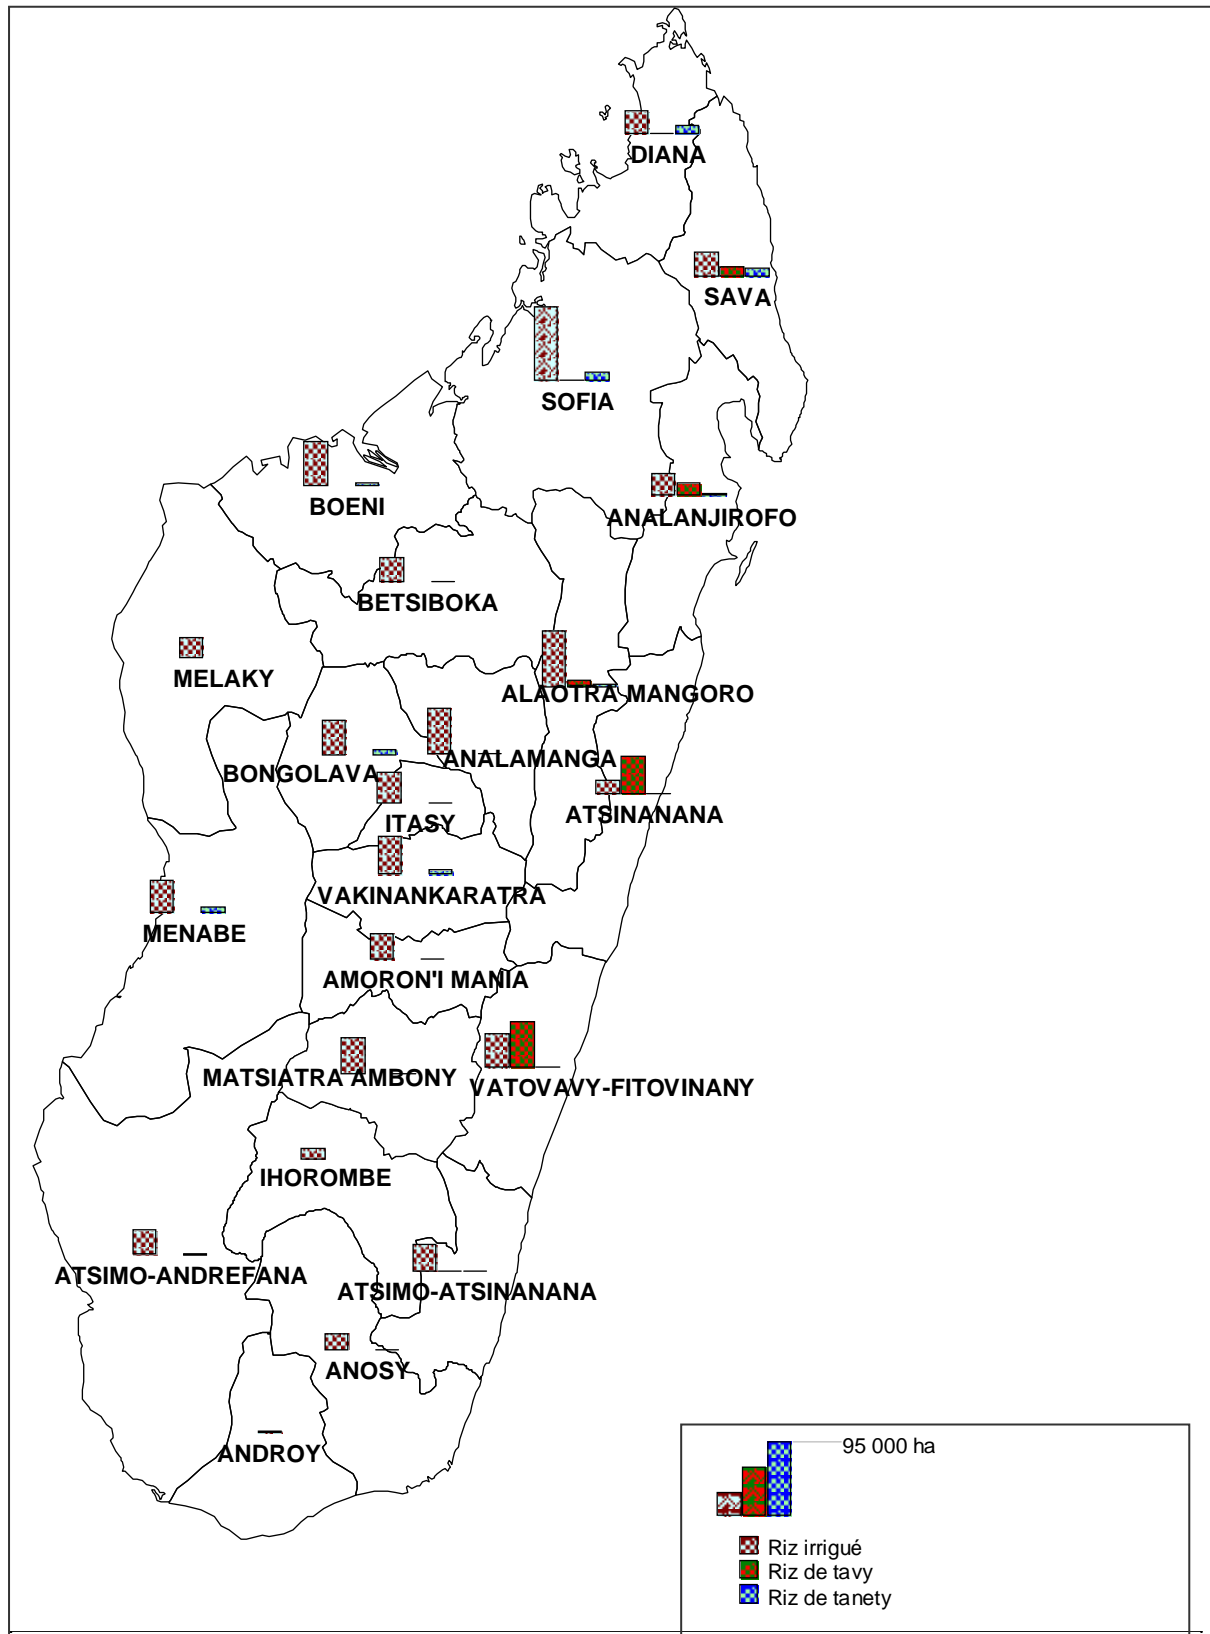 DIANA
SAVA
SOFIA
BOENI
ANALANJIROFO
BETSIBOKA
MELAKY
ALAOTRA MANGORO
ANALAMANGA
BONGOLAVA
ATSINANANA
ITASY
VAKINANKARATRA
MENABE
AMORON'I MANIA
MATSIATRA AMBONY
VATOVAVY-FITOVINANY
IHOROMBE
ATSIMO-ANDREFANA
ATSIMO-ATSINANANA
ANOSY
ANDROY
95 000 ha
Riz irrigué
Riz de tavy
Riz de tanety